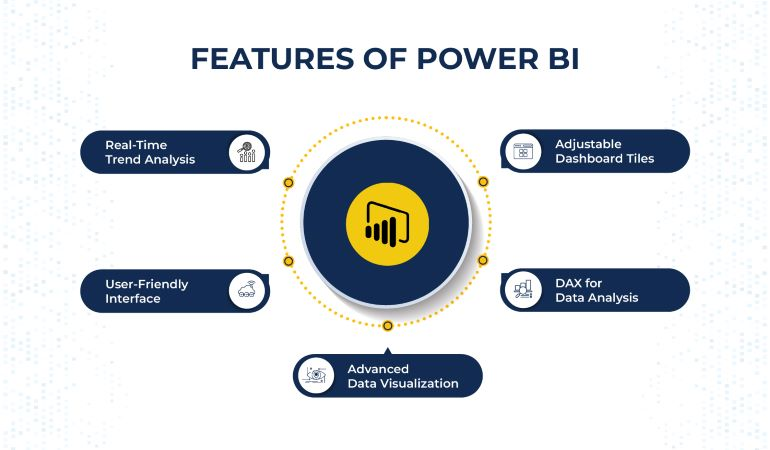 FEATURES OF POWER BI
Real-Time
Trend Analysis
Adjustable
Dashboard Tiles
User-Friendly
Interface
DAX for
Data Analysis
Advanced
Data Visualization